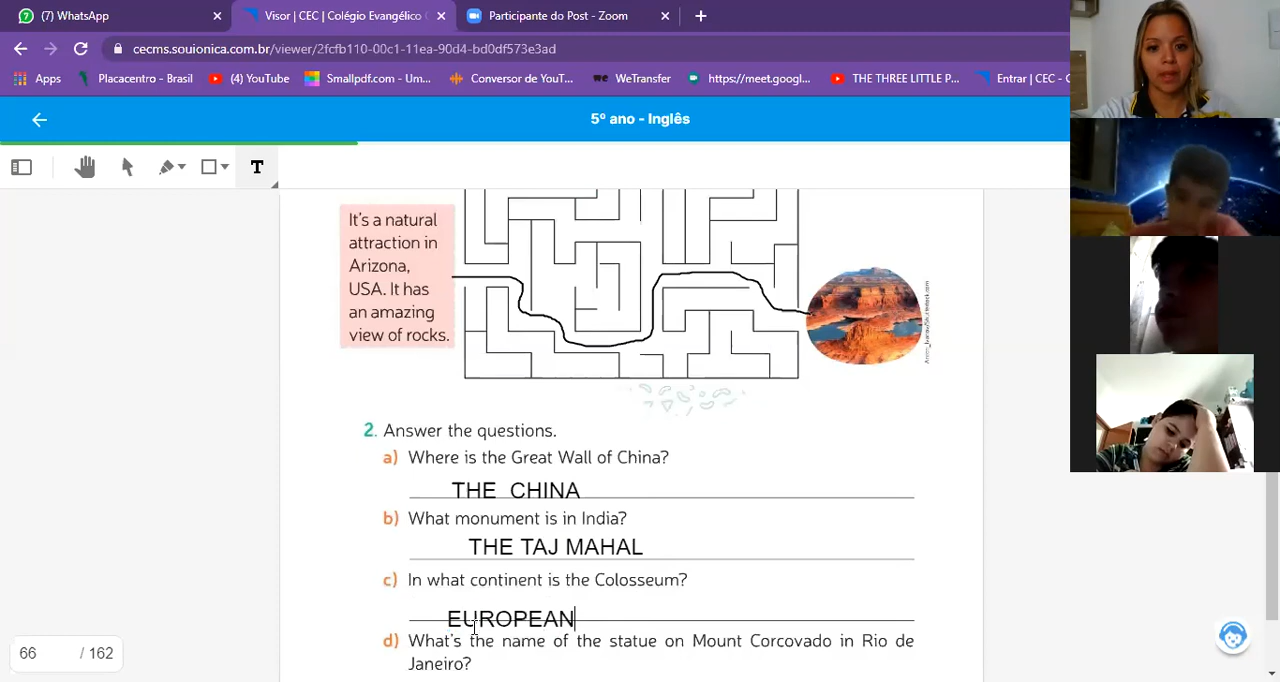 (7) WhatsApp
Visor | CEC | Colégio Evangélico
Participante do Post - Zoom
cecms.souionica.com.br/viewer/2fcfb110-00c1-11ea-90d4-bd0df573e3ad
Apps Placacentro - Brasil (4) YouTube Smallpdf.com - Um... Conversor de YouT... WeTransfer https://meet.googl... THE THREE LITTLE P... Entrar | CEC - C
5º ano - Inglês
T
It's a natural
attraction in
Arizona,
USA. It has
an amazing
view of rocks.
2. Answer the questions.
a) Where is the Great Wall of China?
THE CHINA
b) What monument is in India?
THE TAJ MAHAL
c) In what continent is the Colosseum?
EUROPEAN
d) What's the name of the statue on Mount Corcovado in Rio de
Janeiro?
66 / 162